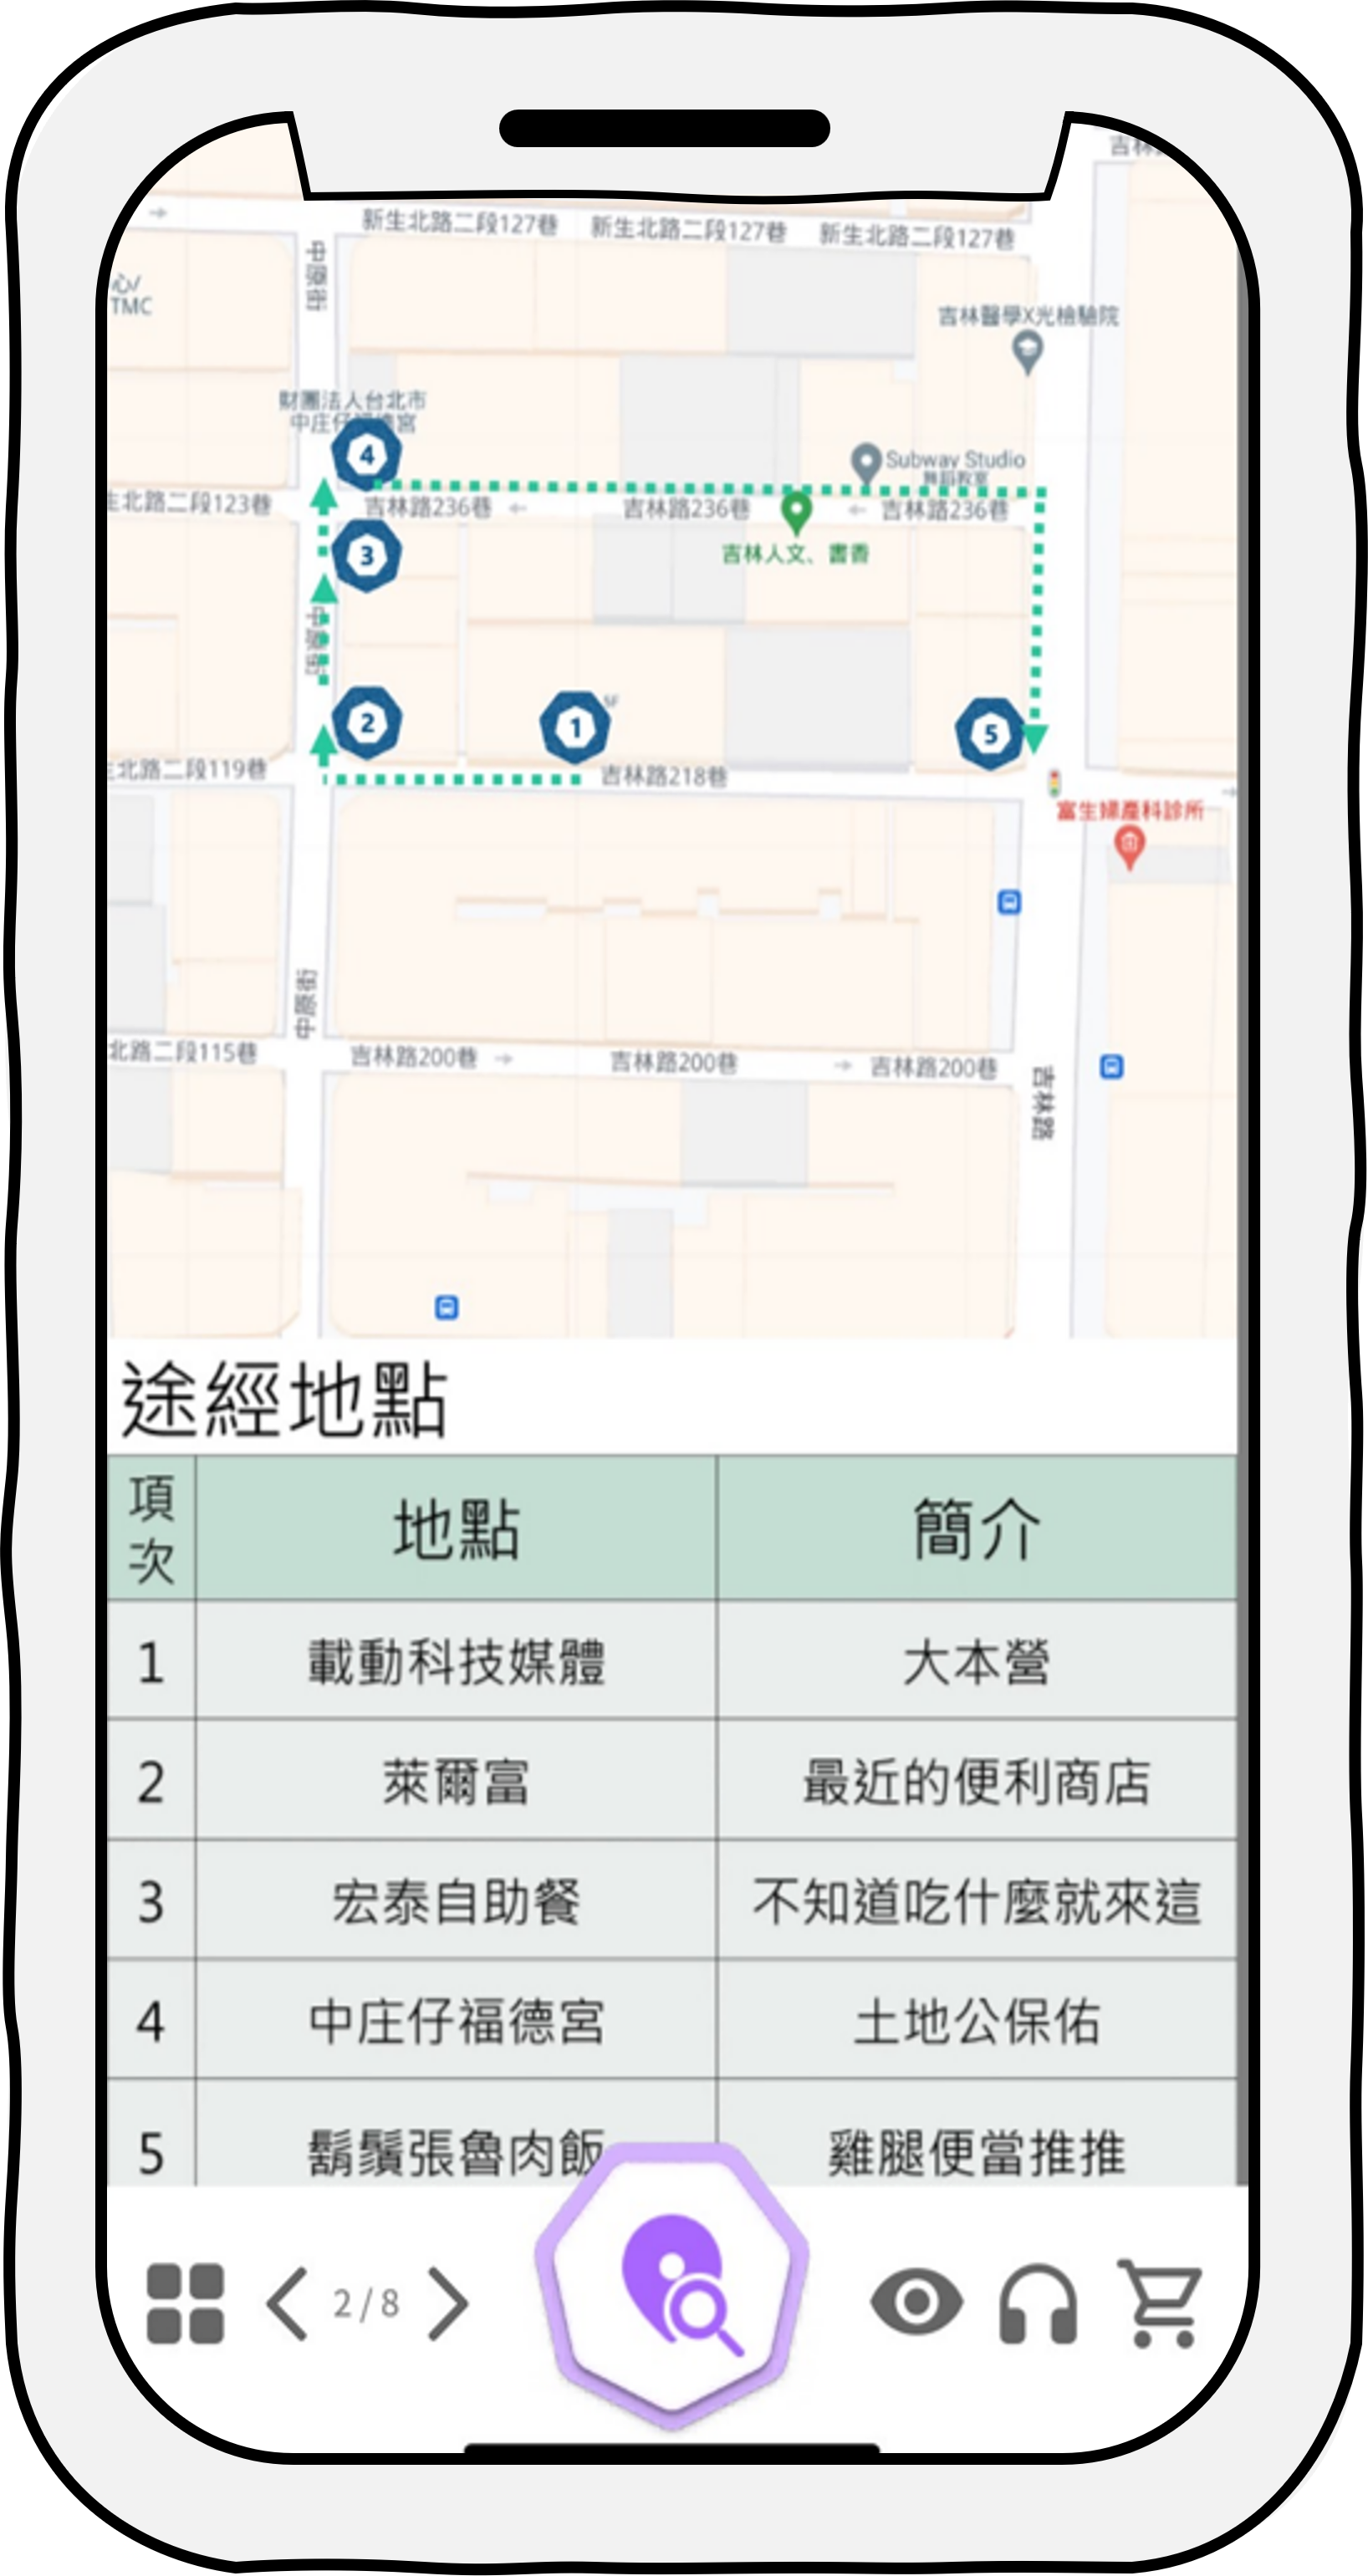 吉林
新生北路二段127巷 新生北路二段127巷 新生北路二段127巷
中原街
心/
TMC
吉林醫學X光檢驗院
財團法人台北市
中庄仔福德宮
4
Subway Studio
舞蹈教室
生北路二段123巷 吉林路236巷 吉林路236巷 吉林路236巷
3
吉林人文、書香
中原街
2
1
5F
5
生北路二段119巷 吉林路218巷
富生婦產科診所
中原街
北路二段115巷 吉林路200巷 吉林路200巷 吉林路200巷
吉林路
途經地點
項次 地點 簡介
1 載動科技媒體 大本營
2 萊爾富 最近的便利商店
3 宏泰自助餐 不知道吃什麼就來這
4 中庄仔福德宮 土地公保佑
5 鬍鬚張魯肉飯 雞腿便當推推
2 / 8